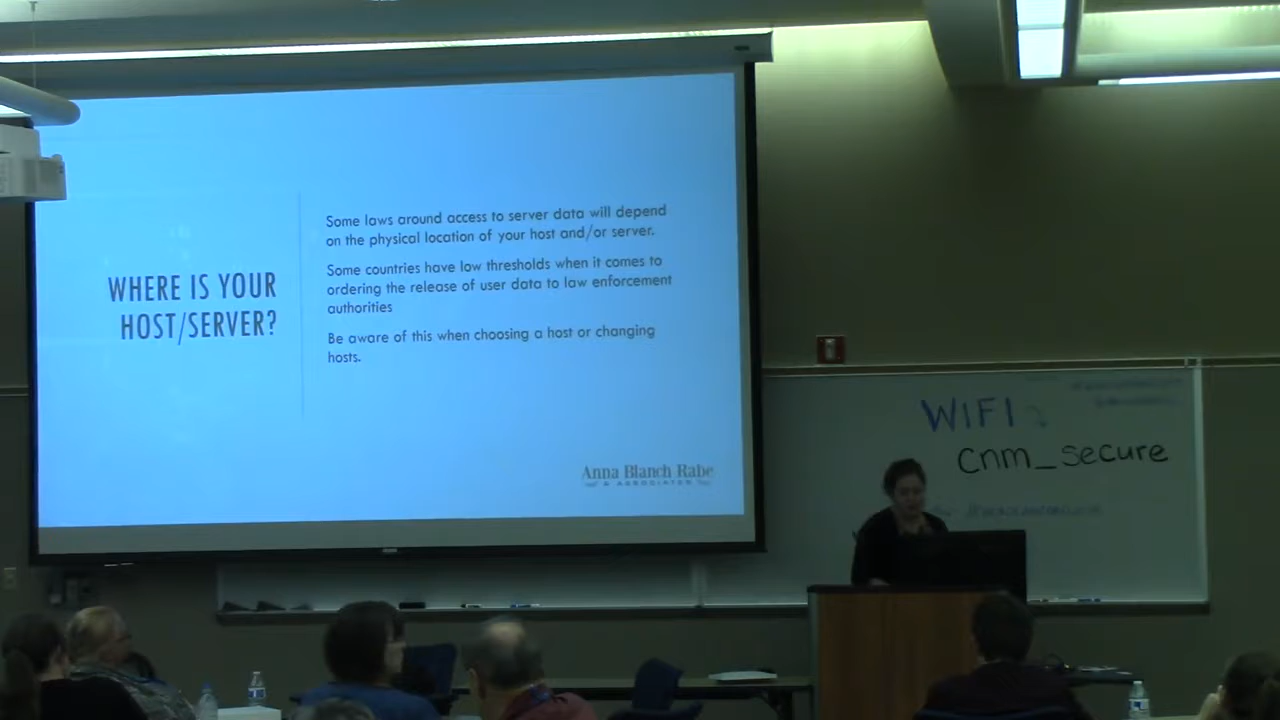 WHERE IS YOUR
HOST/SERVER?
Some laws around access to server data will depend
on the physical location of your host and/or server.
Some countries have low thresholds when it comes to
ordering the release of user data to law enforcement
authorities
Be aware of this when choosing a host or changing
hosts.
Anna Blanch Rabe
& ASSOCIATES
WIFI
cnm_secure